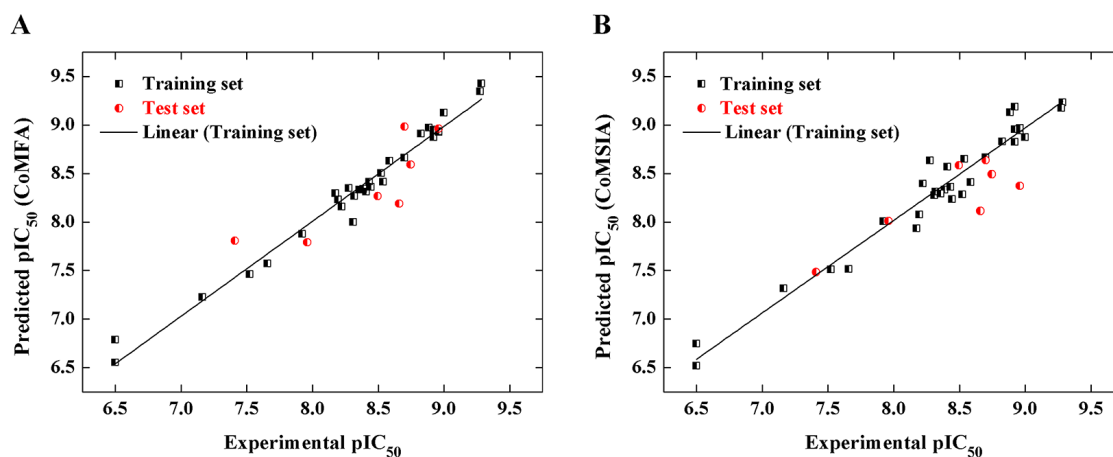 A
Predicted pIC50 (CoMFA)
9.5
9.0
8.5
8.0
7.5
7.0
6.5
Training set
Test set
Linear (Training set)
6.5 7.0 7.5 8.0 8.5 9.0 9.5
Experimental pIC50
B
Predicted pIC50 (CoMSIA)
9.5
9.0
8.5
8.0
7.5
7.0
6.5
Training set
Test set
Linear (Training set)
6.5 7.0 7.5 8.0 8.5 9.0 9.5
Experimental pIC50